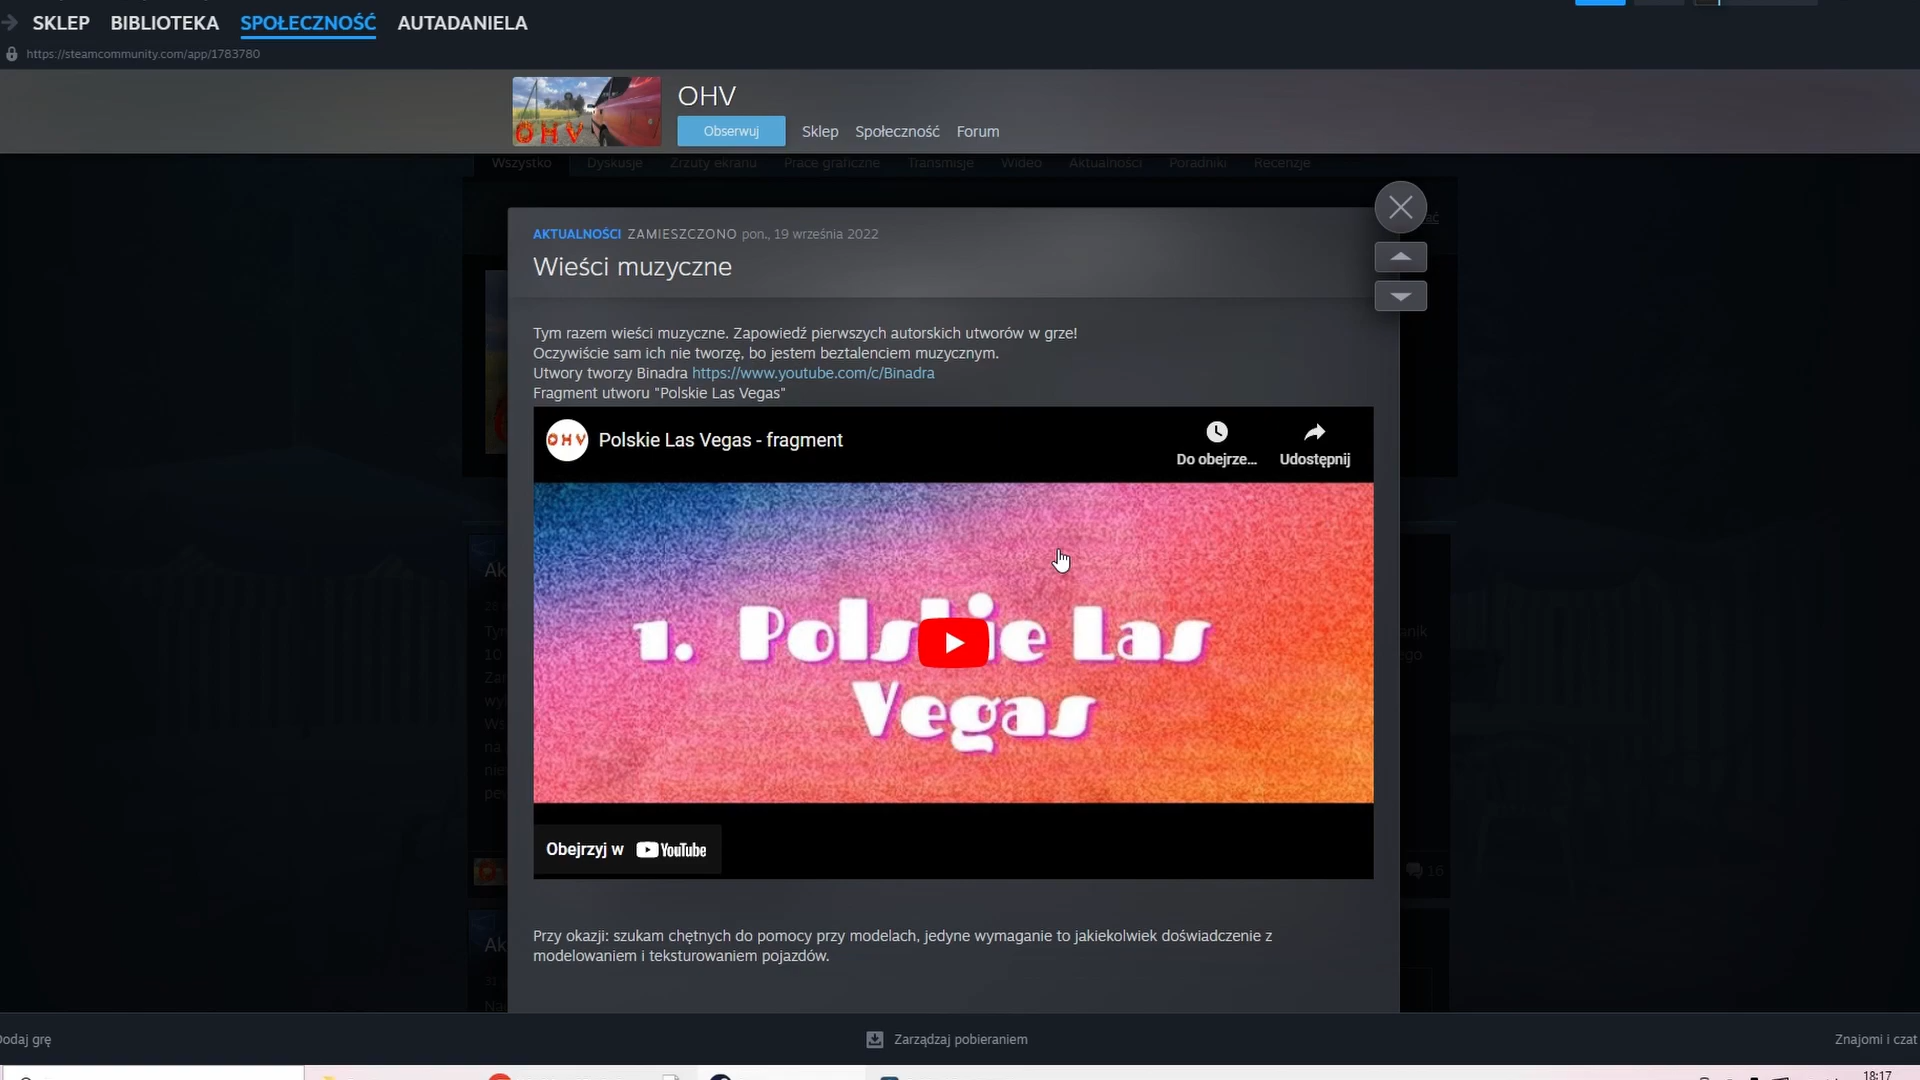 SKLEP BIBLIOTEKA SPOŁECZNOŚĆ AUTADANIELA
https://steamcommunity.com/app/1783780
OHV
OHV
Obserwuj Sklep Społeczność Forum
Wszystko Dyskusje Zrzuty ekranu Prace graficzne Transmisje Wideo Aktualności Poradniki Recenzje
AKTUALNOŚCI ZAMIESZCZONO pon., 19 września 2022
Wieści muzyczne
Tym razem wieści muzyczne. Zapowiedź pierwszych autorskich utworów w grze!
Oczywiście sam ich nie tworzę, bo jestem beztalenciem muzycznym.
Utwory tworzy Binadra https://www.youtube.com/c/Binadra
Fragment utworu "Polskie Las Vegas"
OHV Polskie Las Vegas - fragment
Do obejrze... Udostępnij
1. Polskie Las
Vegas
Obejrzyj w YouTube
16
Przy okazji: szukam chętnych do pomocy przy modelach, jedyne wymaganie to jakiekolwiek doświadczenie z
modelowaniem i teksturowaniem pojazdów.
Dodaj grę Zarządzaj pobieraniem Znajomi i czat
18:17